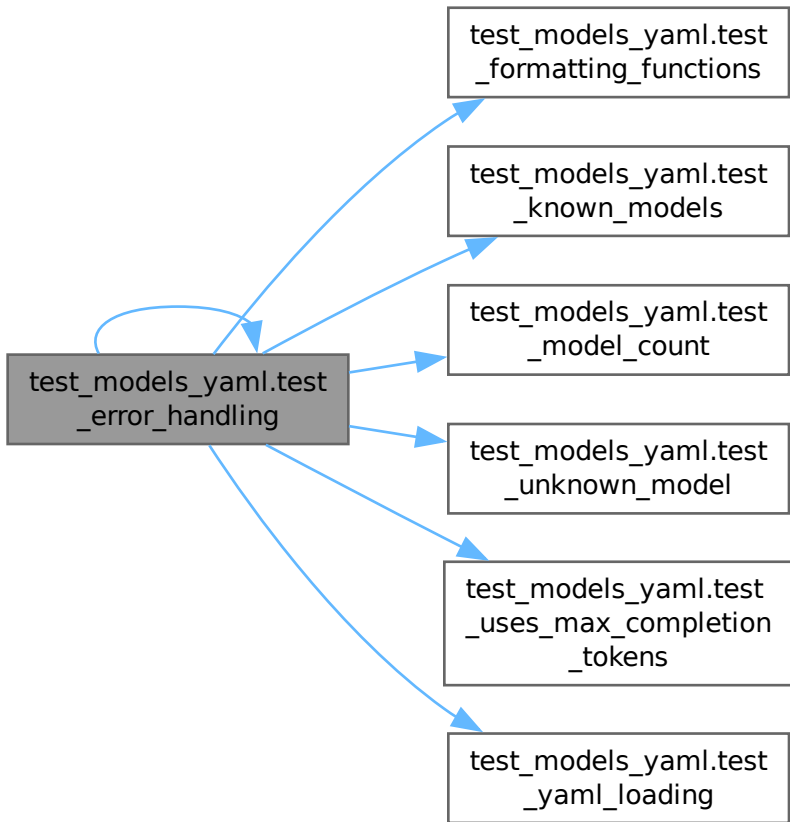 test_models_yaml.test
_formatting_functions
test_models_yaml.test
_known_models
test_models_yaml.test
_model_count
test_models_yaml.test
_error_handling
test_models_yaml.test
_unknown_model
test_models_yaml.test
_uses_max_completion
_tokens
test_models_yaml.test
_yaml_loading